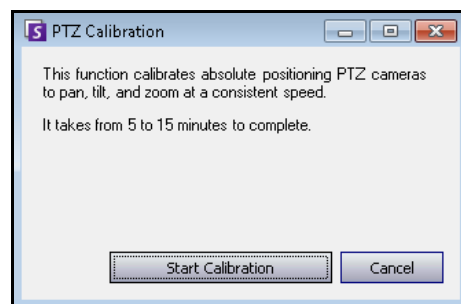 PTZ Calibration
This function calibrates absolute positioning PTZ cameras
to pan, tilt, and zoom at a consistent speed.
It takes from 5 to 15 minutes to complete.
Start Calibration
Cancel